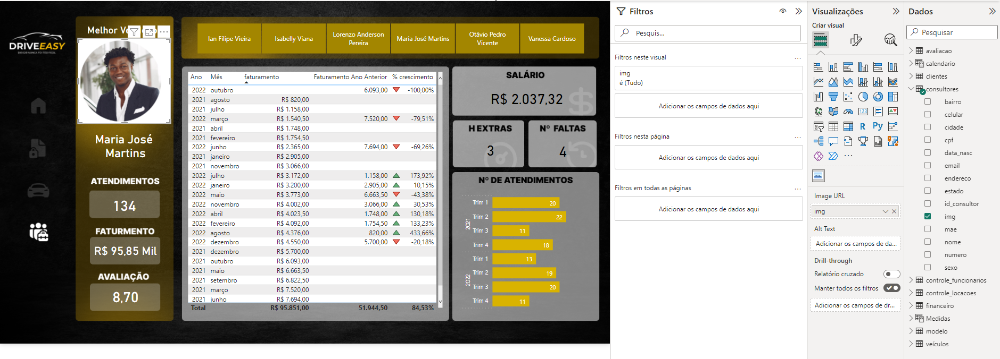 DRIVEEASY
DIRIGIR NUNCA FOI TÃO FÁCIL
Melhor Ve
Maria José
Martins
ATENDIMENTOS
134
FATURMENTO
R$ 95,85 Mil
AVALIAÇÃO
8,70
Ian Filipe Vieira
Isabelly Viana
Lorenzo Anderson
Pereira
Maria José Martins
Otávio Pedro
Vicente
Vanessa Cardoso
Ano Mês faturamento Faturamento Ano Anterior % crescimento
2022 outubro 6.093,00 -100,00%
2021 agosto R$ 820,00
2021 julho R$ 1.158,00
2022 março R$ 1.540,50 7.520,00 -79,51%
2021 abril R$ 1.748,00
2021 fevereiro R$ 1.754,50
2022 junho R$ 2.365,00 7.694,00 -69,26%
2021 janeiro R$ 2.905,00
2021 novembro R$ 3.066,00
2022 julho R$ 3.172,00 1.158,00 173,92%
2022 janeiro R$ 3.200,00 2.905,00 10,15%
2022 maio R$ 3.773,00 6.663,50 -43,38%
2022 novembro R$ 4.002,00 3.066,00 30,53%
2022 abril R$ 4.023,50 1.748,00 130,18%
2022 fevereiro R$ 4.092,00 1.754,50 133,23%
2022 agosto R$ 4.376,00 820,00 433,66%
2022 dezembro R$ 4.550,00 5.700,00 -20,18%
2021 dezembro R$ 5.700,00
2021 outubro R$ 6.093,00
2021 maio R$ 6.663,50
2021 setembro R$ 6.822,50
2021 março R$ 7.520,00
2021 junho R$ 7.694,00
Total R$ 95.851,00 51.944,50 84,53%
SALÁRIO
R$ 2.037,32
$
H EXTRAS
3
Nº FALTAS
4
Nº DE ATENDIMENTOS
2021
Trim 1 20
Trim 2 22
Trim 3 11
Trim 4 18
2022
Trim 1 13
Trim 2 19
Trim 3 20
Trim 4 11
Filtros
Pesquis...
Filtros neste visual
img
é (Tudo)
Adicionar os campos de dados aqui
Filtros nesta página
Adicionar os campos de dados aqui
Filtros em todas as páginas
Adicionar os campos de dados aqui
Visualizações
Criar visual
123
R Py
Image URL
img
Alt Text
Adicionar os campos de da...
Drill-through
Relatório cruzado
Manter todos os filtros
Adicionar os campos de dr...
Dados
Pesquisar
avaliacao
calendario
clientes
consultores
bairro
celular
cidade
cpf
data_nasc
email
endereco
estado
id_consultor
img
mae
nome
numero
sexo
controle_funcionarios
controle_locacoes
financeiro
Medidas
modelo
veículos